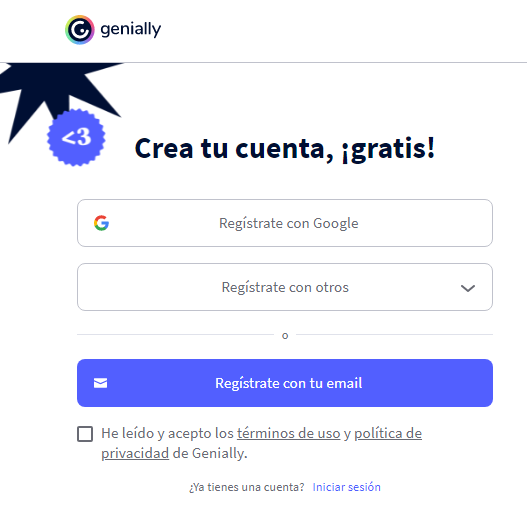 genially
<3
Crea tu cuenta, ¡gratis!
Regístrate con Google
Regístrate con otros
o
Regístrate con tu email
He leído y acepto los términos de uso y política de
privacidad de Genially.
¿Ya tienes una cuenta? Iniciar sesión